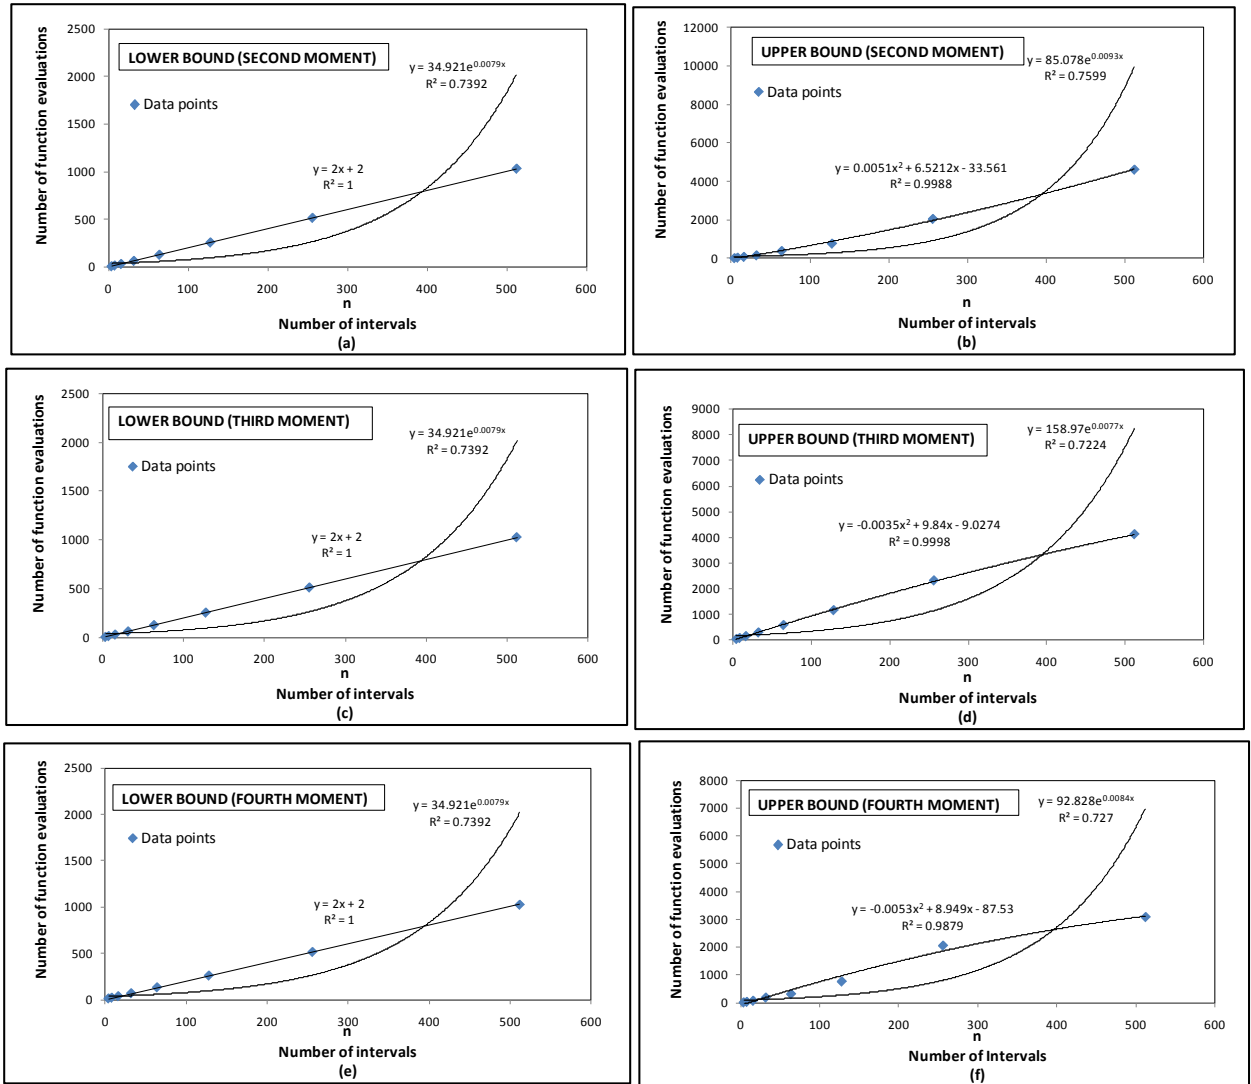 LOWER BOUND (SECOND MOMENT)
Data points
y = 34.921e^0.0079x
R² = 0.7392
y = 2x + 2
R² = 1
Number of function evaluations
2500
2000
1500
1000
500
0
0 100 200 300 400 500 600
n
Number of intervals
(a)
UPPER BOUND (SECOND MOMENT)
Data points
y = 85.078e^0.0093x
R² = 0.7599
y = 0.0051x² + 6.5212x - 33.561
R² = 0.9988
Number of function evaluations
12000
10000
8000
6000
4000
2000
0
0 100 200 300 400 500 600
n
Number of intervals
(b)
LOWER BOUND (THIRD MOMENT)
Data points
y = 34.921e^0.0079x
R² = 0.7392
y = 2x + 2
R² = 1
Number of function evaluations
2500
2000
1500
1000
500
0
0 100 200 300 400 500 600
n
Number of intervals
(c)
UPPER BOUND (THIRD MOMENT)
Data points
y = 158.97e^0.0077x
R² = 0.7224
y = -0.0035x² + 9.84x - 9.0274
R² = 0.9998
Number of function evaluations
9000
8000
7000
6000
5000
4000
3000
2000
1000
0
0 100 200 300 400 500 600
n
Number of intervals
(d)
LOWER BOUND (FOURTH MOMENT)
Data points
y = 34.921e^0.0079x
R² = 0.7392
y = 2x + 2
R² = 1
Number of function evaluations
2500
2000
1500
1000
500
0
0 100 200 300 400 500 600
n
Number of intervals
(e)
UPPER BOUND (FOURTH MOMENT)
Data points
y = 92.828e^0.0084x
R² = 0.727
y = -0.0053x² + 8.949x - 87.53
R² = 0.9879
Number of function evaluations
8000
7000
6000
5000
4000
3000
2000
1000
0
0 100 200 300 400 500 600
n
Number of Intervals
(f)